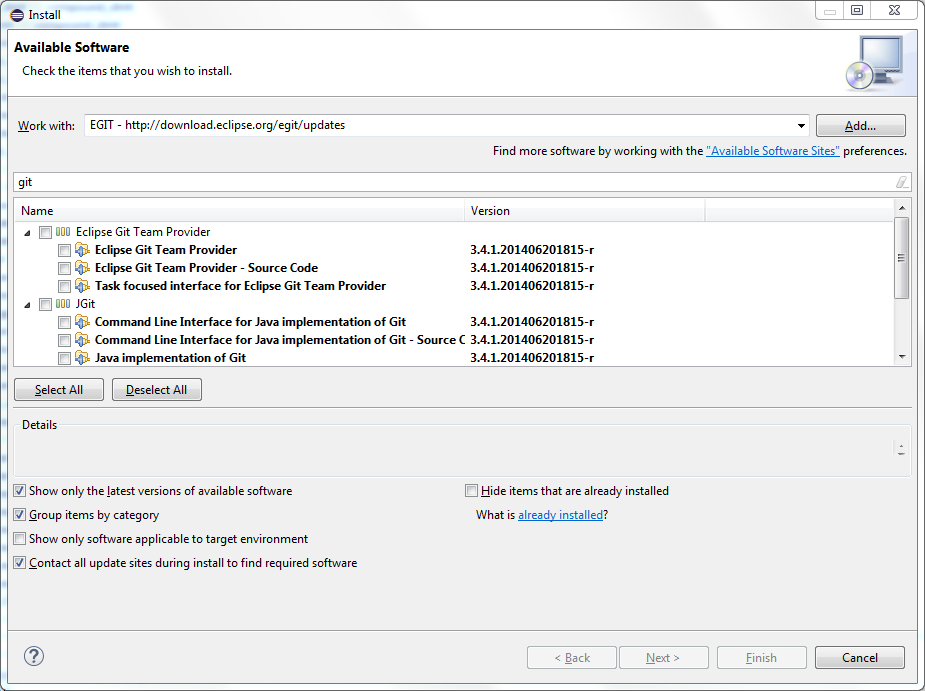 Install
Available Software
Check the items that you wish to install.
Work with: EGIT - http://download.eclipse.org/egit/updates Add...
Find more software by working with the "Available Software Sites" preferences.
git
Name Version
Eclipse Git Team Provider
Eclipse Git Team Provider 3.4.1.201406201815-r
Eclipse Git Team Provider - Source Code 3.4.1.201406201815-r
Task focused interface for Eclipse Git Team Provider 3.4.1.201406201815-r
JGit
Command Line Interface for Java implementation of Git 3.4.1.201406201815-r
Command Line Interface for Java implementation of Git - Source C 3.4.1.201406201815-r
Java implementation of Git 3.4.1.201406201815-r
Select All Deselect All
Details
Show only the latest versions of available software Hide items that are already installed
Group items by category What is already installed?
Show only software applicable to target environment
Contact all update sites during install to find required software
? < Back Next > Finish Cancel